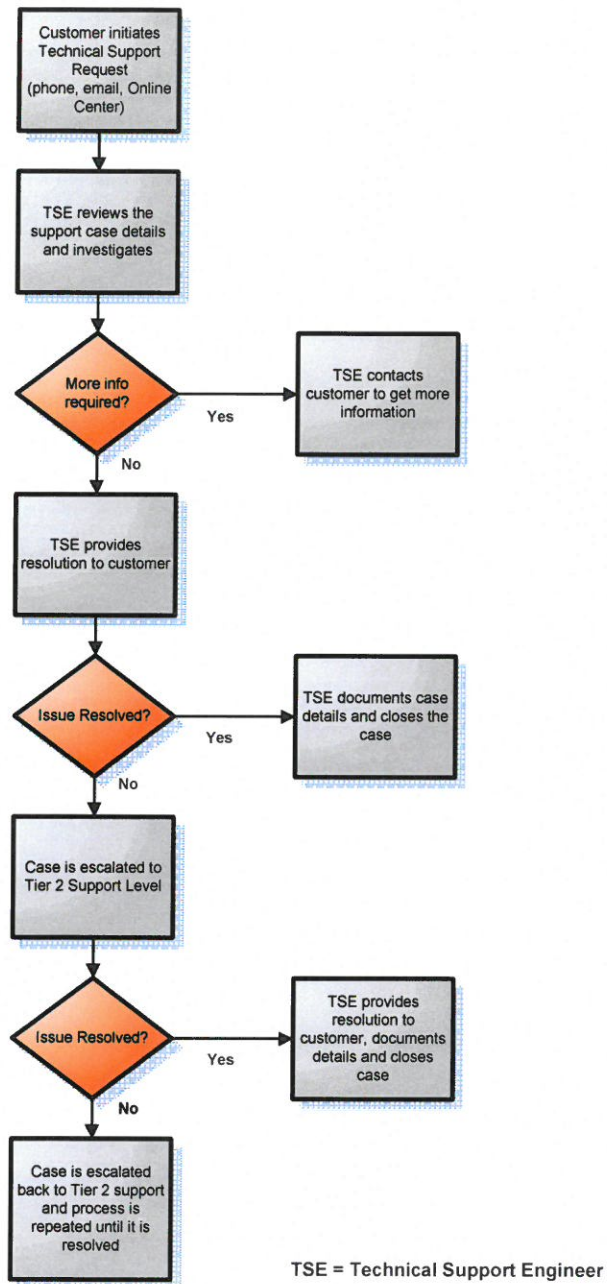 Customer initiates
Technical Support
Request
(phone, email, Online
Center)
TSE reviews the
support case details
and investigates
More info
required?
Yes
TSE contacts
customer to get more
information
No
TSE provides
resolution to customer
Issue Resolved?
Yes
TSE documents case
details and closes the
case
No
Case is escalated to
Tier 2 Support Level
Issue Resolved?
Yes
TSE provides
resolution to
customer, documents
details and closes
case
No
Case is escalated
back to Tier 2 support
and process is
repeated until it is
resolved
TSE = Technical Support Engineer